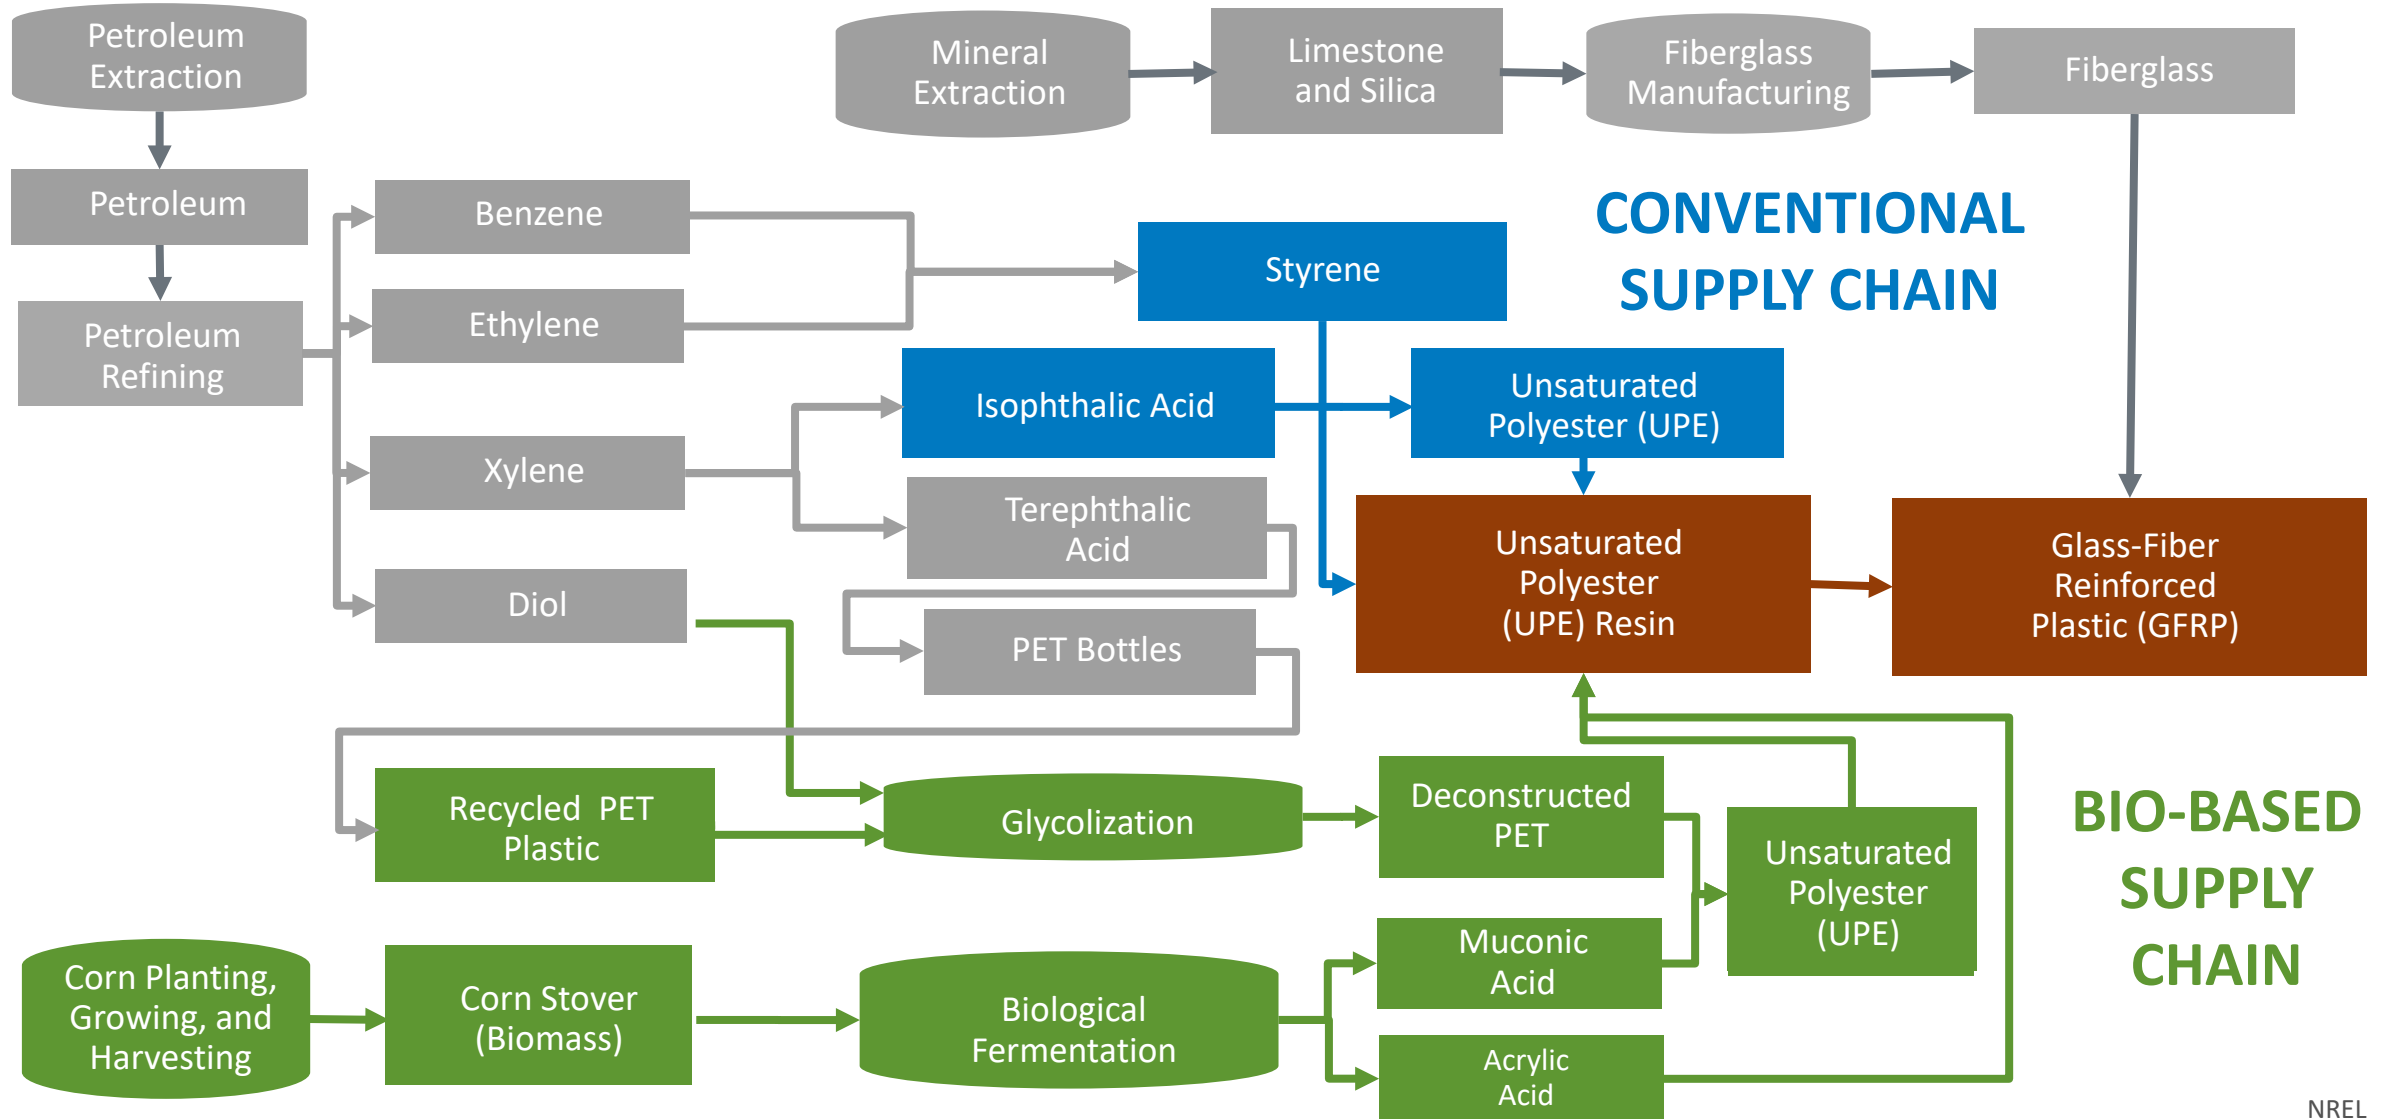 Petroleum
Extraction
Mineral
Extraction
Limestone
and Silica
Fiberglass
Manufacturing
Fiberglass
Petroleum
Benzene
CONVENTIONAL
SUPPLY CHAIN
Styrene
Ethylene
Petroleum
Refining
Isophthalic Acid
Unsaturated
Polyester (UPE)
Xylene
Terephthalic
Acid
Unsaturated
Polyester
(UPE) Resin
Glass-Fiber
Reinforced
Plastic (GFRP)
Diol
PET Bottles
Recycled PET
Plastic
Glycolization
Deconstructed
PET
Unsaturated
Polyester
(UPE)
BIO-BASED
SUPPLY
CHAIN
Corn Planting,
Growing, and
Harvesting
Corn Stover
(Biomass)
Biological
Fermentation
Muconic
Acid
Acrylic
Acid
NREL